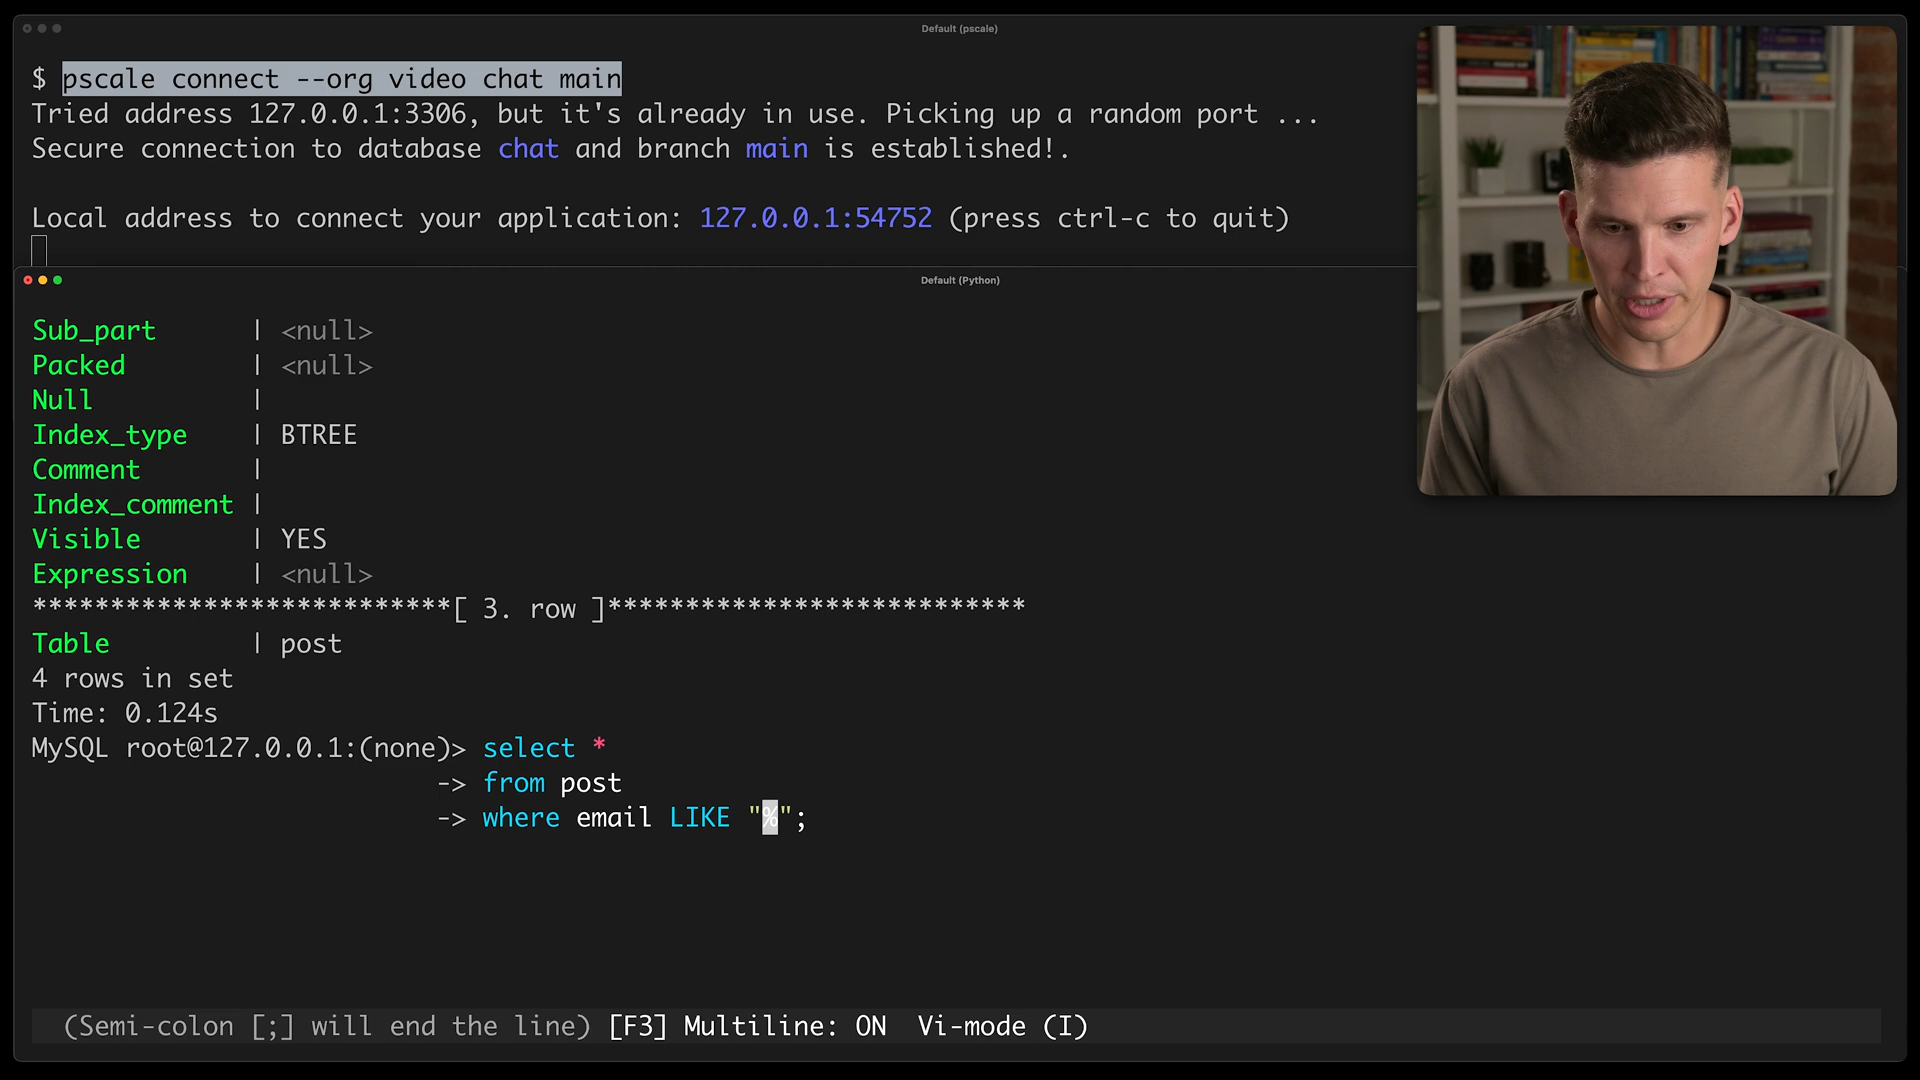 Default (pscale)
$ pscale connect --org video chat main
Tried address 127.0.0.1:3306, but it's already in use. Picking up a random port ...
Secure connection to database chat and branch main is established!.
Local address to connect your application: 127.0.0.1:54752 (press ctrl-c to quit)
Default (Python)
Sub_part | <null>
Packed | <null>
Null |
Index_type | BTREE
Comment |
Index_comment |
Visible | YES
Expression | <null>
***************************[ 3. row ]***************************
Table | post
4 rows in set
Time: 0.124s
MySQL root@127.0.0.1:(none)> select *
-> from post
-> where email LIKE "%";
(Semi-colon [;] will end the line) [F3] Multiline: ON Vi-mode (I)